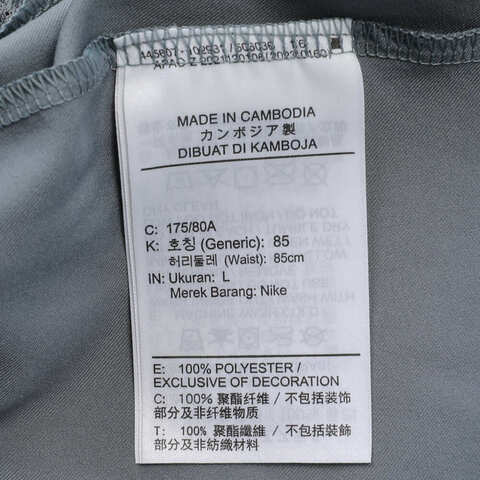 MADE IN CAMBODIA
カンボジア製
DIBUAT DI KAMBOJA
C: 175/80A
K: 호칭 (Generic): 85
허리둘레 (Waist): 85cm
IN: Ukuran: L
Merek Barang: Nike
E: 100% POLYESTER /
EXCLUSIVE OF DECORATION
C: 100% 聚酯纤维 / 不包括装饰
部分及非纤维物质
T: 100% 聚酯纖維 / 不包括裝飾
部分及非紡織材料